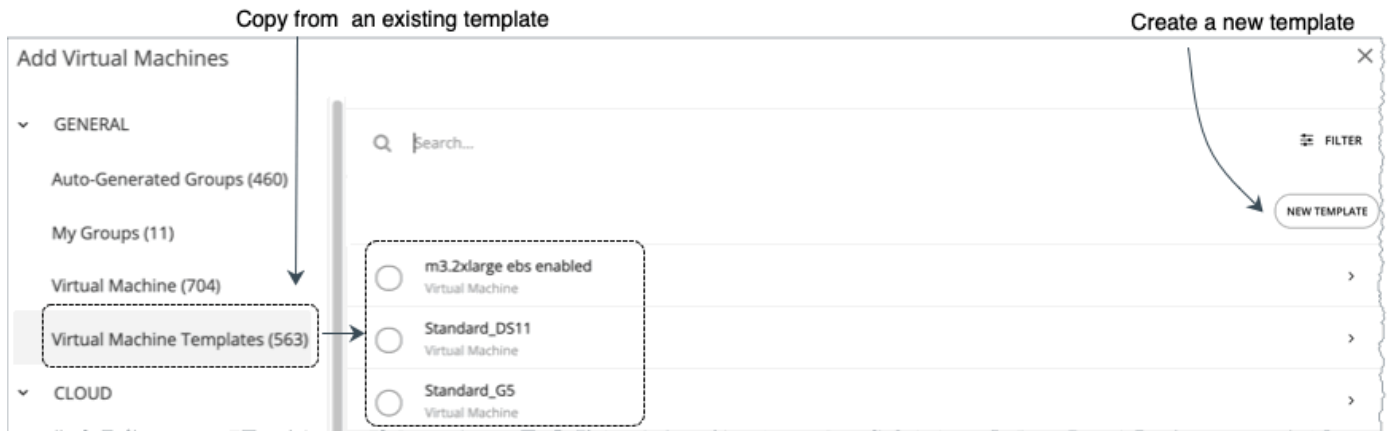 Copy from an existing template
Create a new template
Add Virtual Machines
GENERAL
Auto-Generated Groups (460)
My Groups (11)
Virtual Machine (704)
Virtual Machine Templates (563)
CLOUD
Search...
FILTER
NEW TEMPLATE
m3.2xlarge ebs enabled
Virtual Machine
Standard_DS11
Virtual Machine
Standard_G5
Virtual Machine